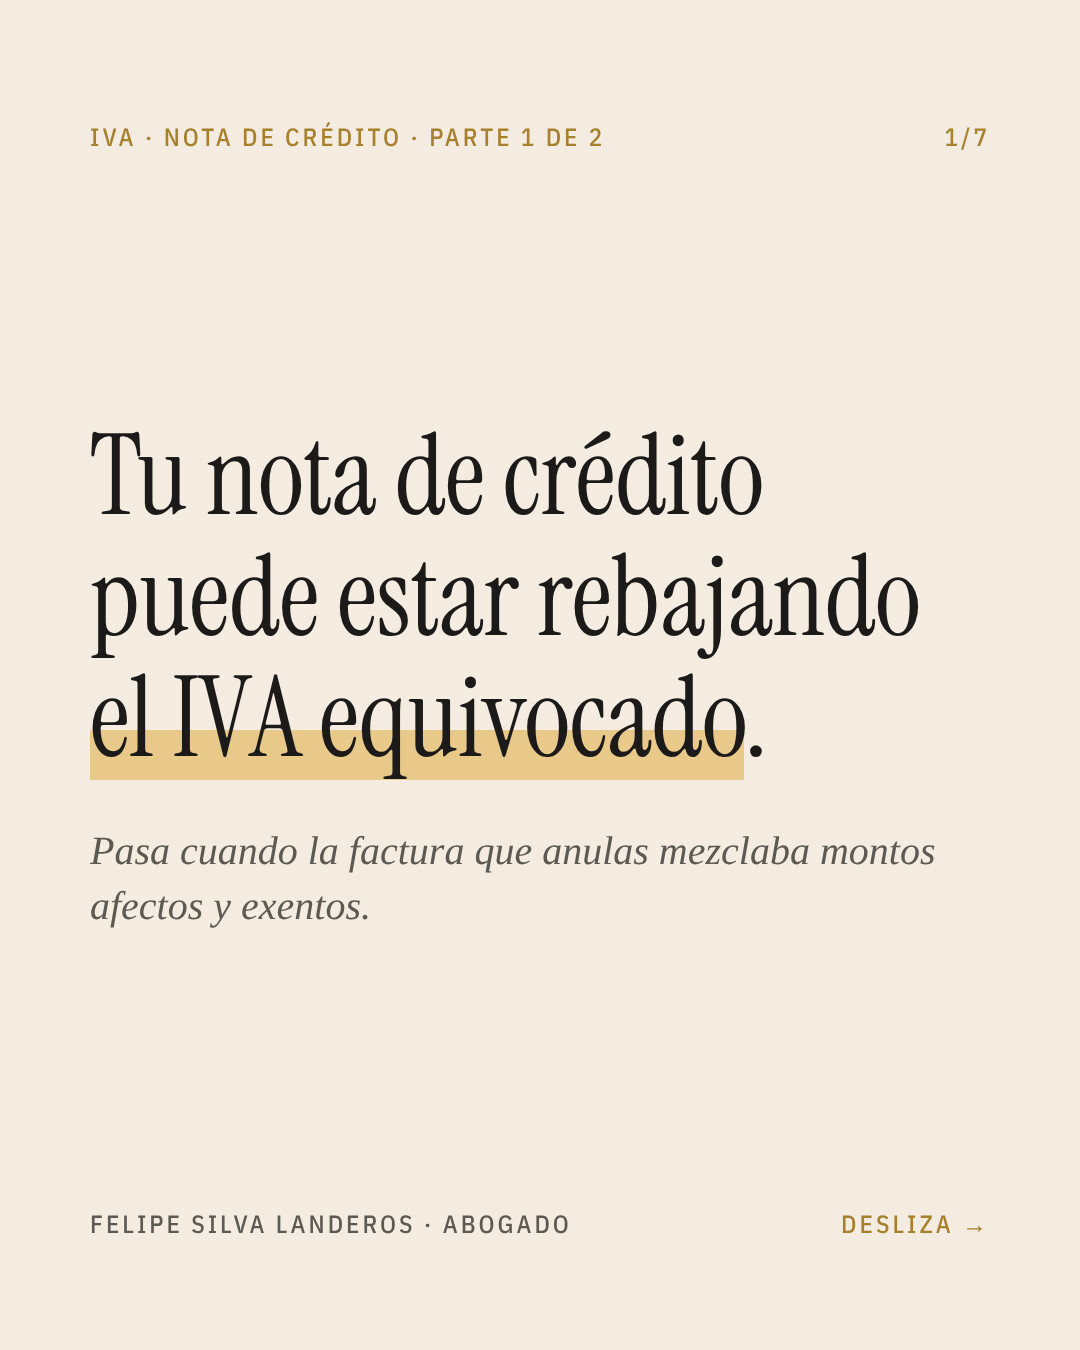 IVA · NOTA DE CRÉDITO · PARTE 1 DE 2
1/7
Tu nota de crédito
puede estar rebajando
el IVA equivocado.
Pasa cuando la factura que anulas mezclaba montos
afectos y exentos.
FELIPE SILVA LANDEROS · ABOGADO
DESLIZA →